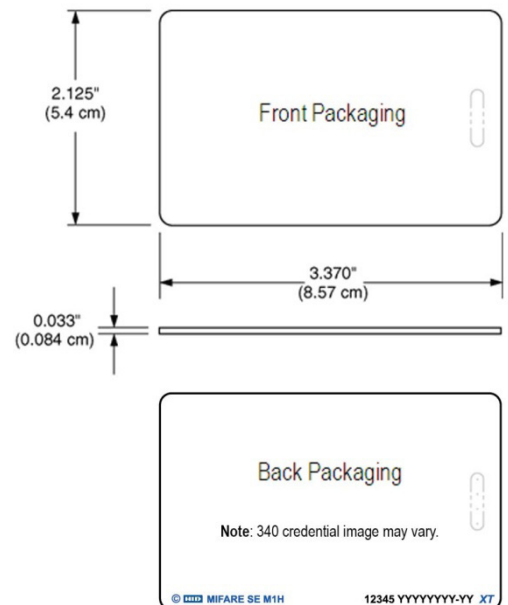 2.125"
(5.4 cm)
Front Packaging
3.370"
(8.57 cm)
0.033"
(0.084 cm)
Back Packaging
Note: 340 credential image may vary.
© HID MIFARE SE M1H 12345 YYYYYYYY-YY XT